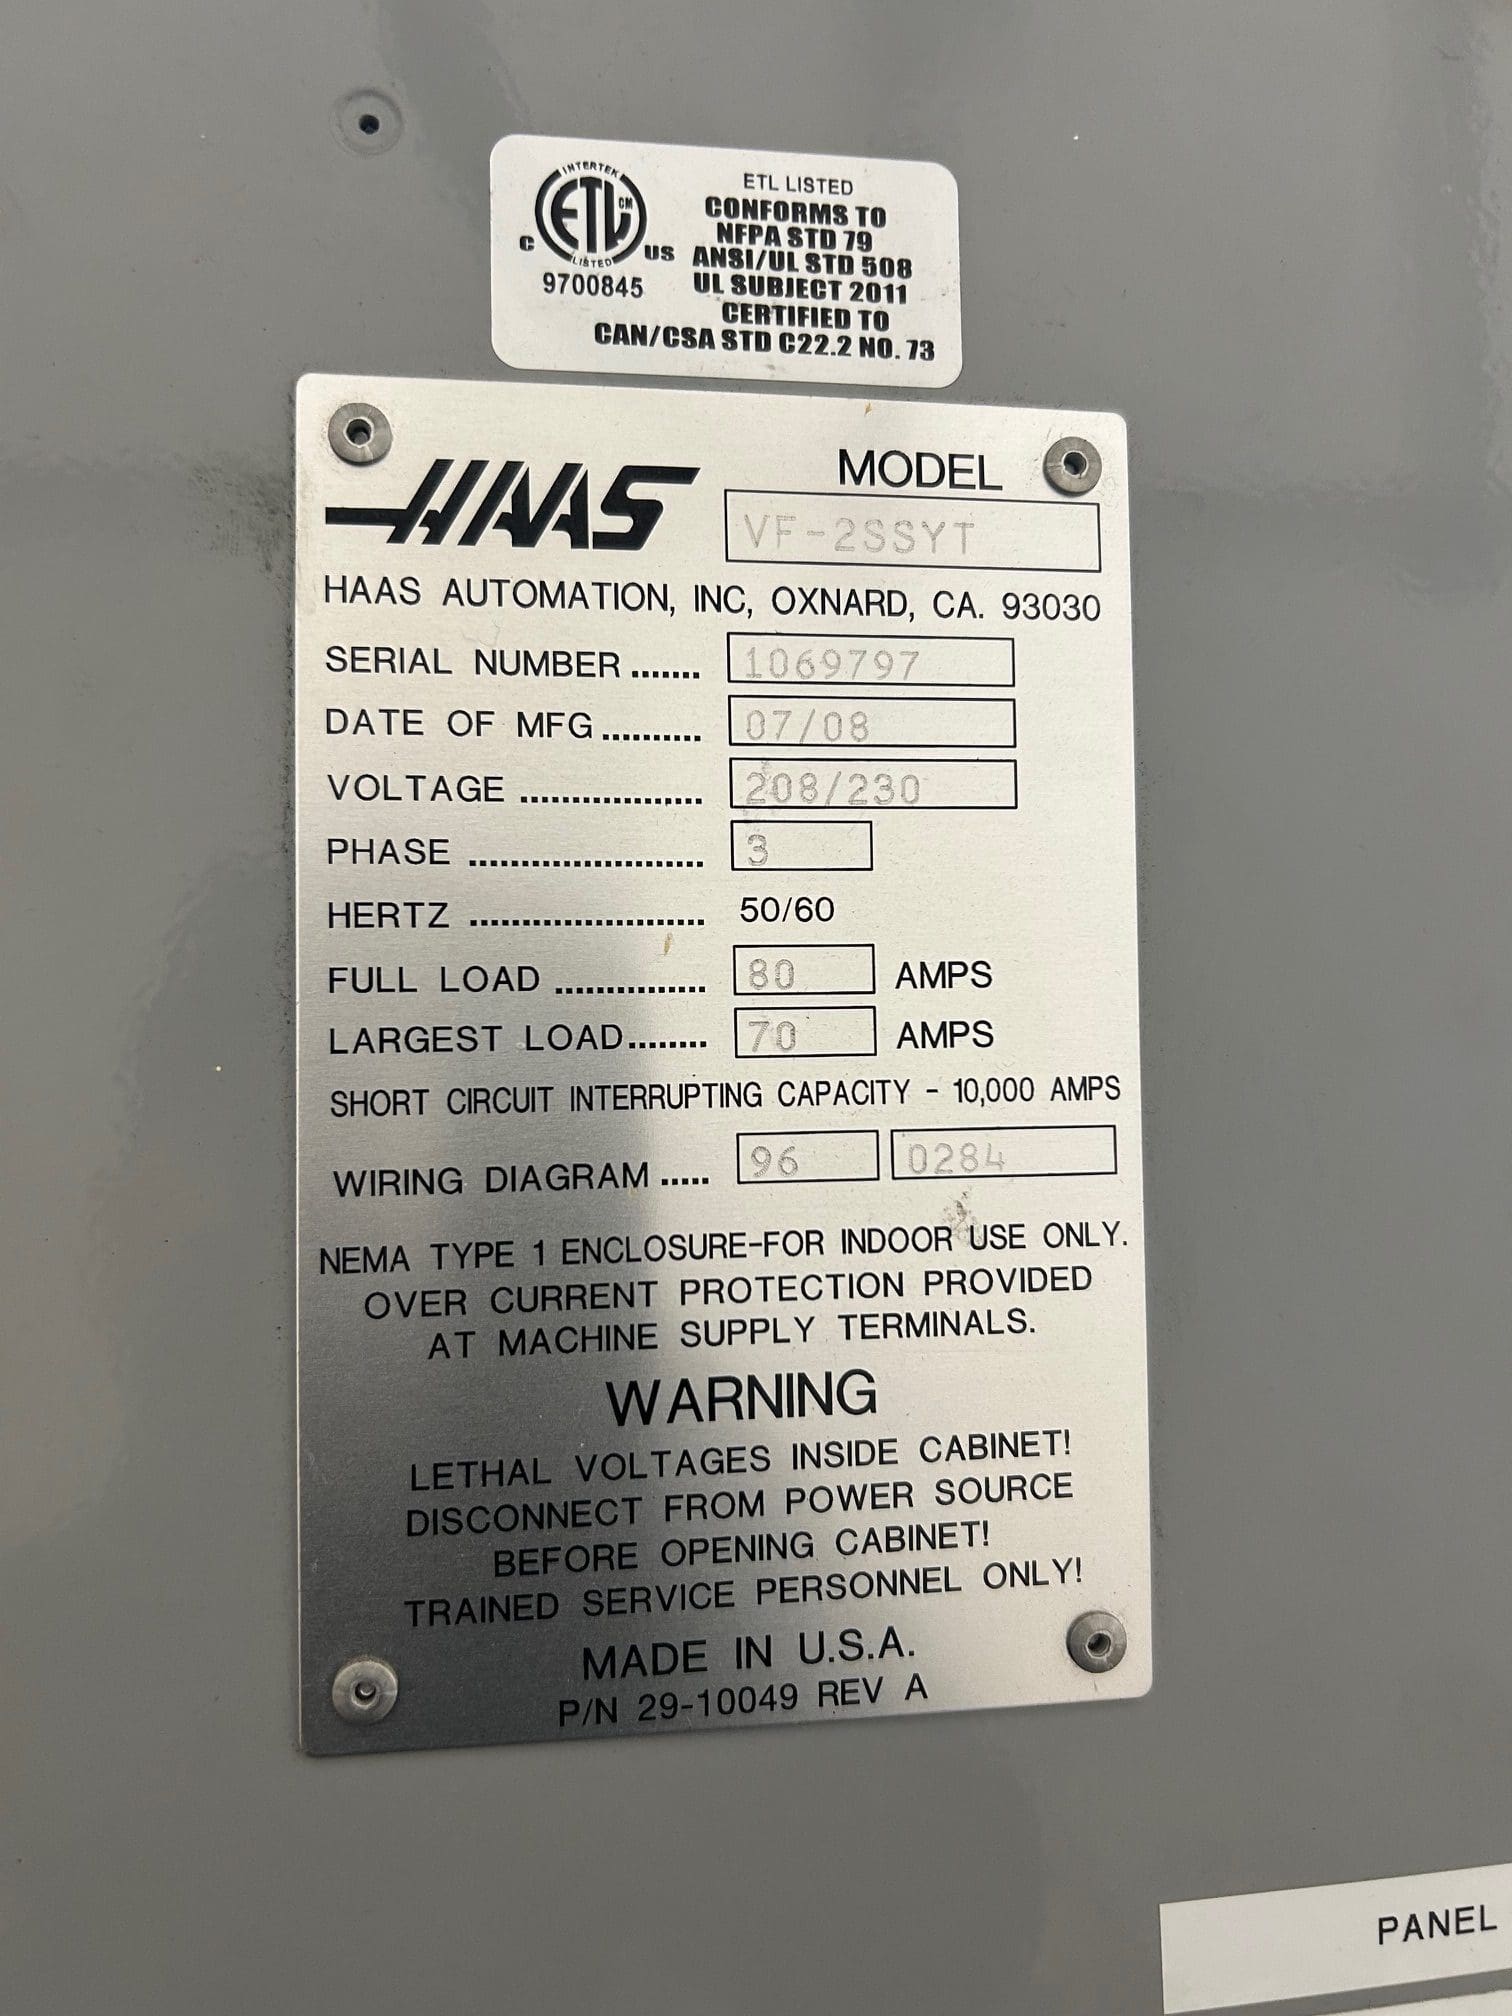 INTERTEK
ETL CM
LISTED
C US
9700845
ETL LISTED
CONFORMS TO
NFPA STD 79
ANSI/UL STD 508
UL SUBJECT 2011
CERTIFIED TO
CAN/CSA STD C22.2 NO. 73
HAAS
MODEL
VF-2SSYT
HAAS AUTOMATION, INC, OXNARD, CA. 93030
SERIAL NUMBER ....... 1069797
DATE OF MFG .......... 07/08
VOLTAGE .................. 208/230
PHASE ....................... 3
HERTZ ....................... 50/60
FULL LOAD ............... 80 AMPS
LARGEST LOAD ........ 70 AMPS
SHORT CIRCUIT INTERRUPTING CAPACITY - 10,000 AMPS
WIRING DIAGRAM ..... 96 0284
NEMA TYPE 1 ENCLOSURE-FOR INDOOR USE ONLY.
OVER CURRENT PROTECTION PROVIDED
AT MACHINE SUPPLY TERMINALS.
WARNING
LETHAL VOLTAGES INSIDE CABINET!
DISCONNECT FROM POWER SOURCE
BEFORE OPENING CABINET!
TRAINED SERVICE PERSONNEL ONLY!
MADE IN U.S.A.
P/N 29-10049 REV A
PANEL